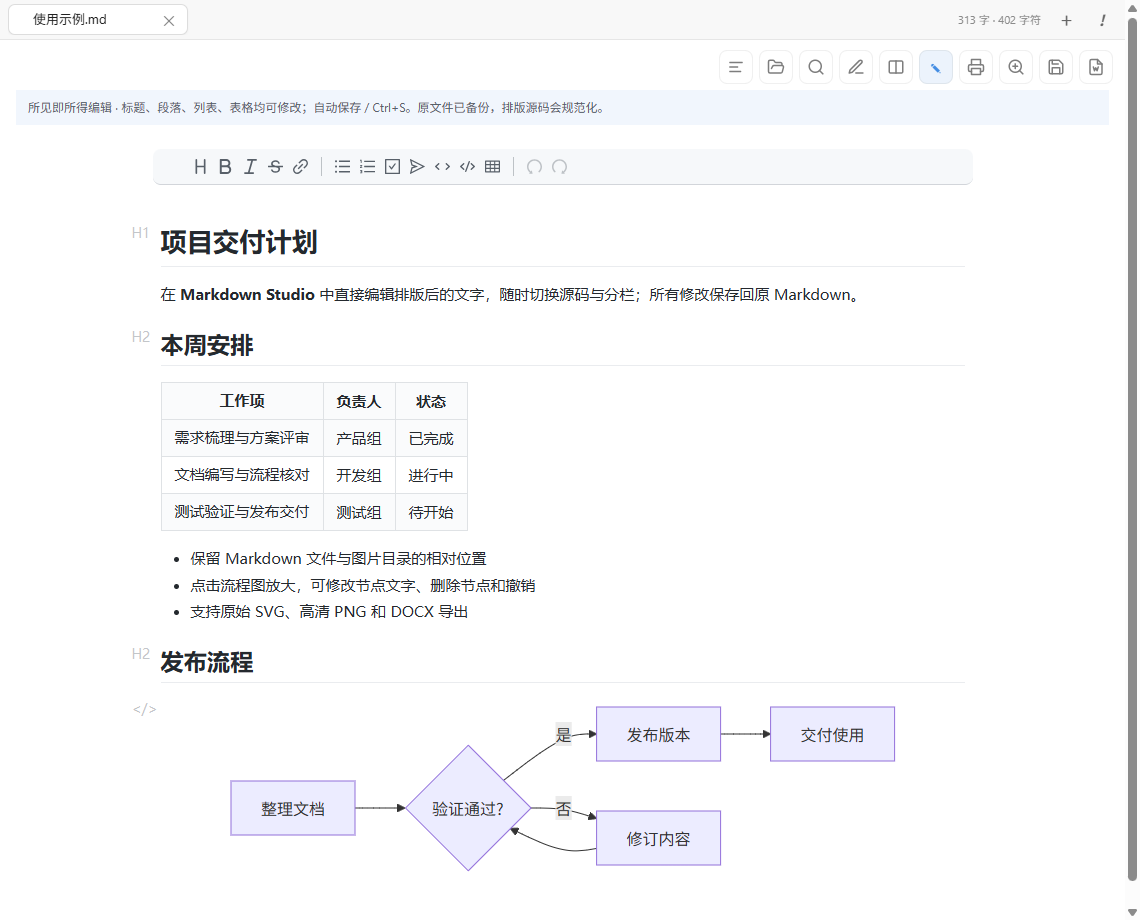 使用示例.md
313 字 · 402 字符
所见即所得编辑 · 标题、段落、列表、表格均可修改；自动保存 / Ctrl+S。原文件已备份，排版源码会规范化。
H1 项目交付计划
在 Markdown Studio 中直接编辑排版后的文字，随时切换源码与分栏；所有修改保存回原 Markdown。
H2 本周安排
工作项 负责人 状态
需求梳理与方案评审 产品组 已完成
文档编写与流程核对 开发组 进行中
测试验证与发布交付 测试组 待开始
• 保留 Markdown 文件与图片目录的相对位置
• 点击流程图放大，可修改节点文字、删除节点和撤销
• 支持原始 SVG、高清 PNG 和 DOCX 导出
H2 发布流程
</>
整理文档
验证通过?
是
发布版本
交付使用
否
修订内容